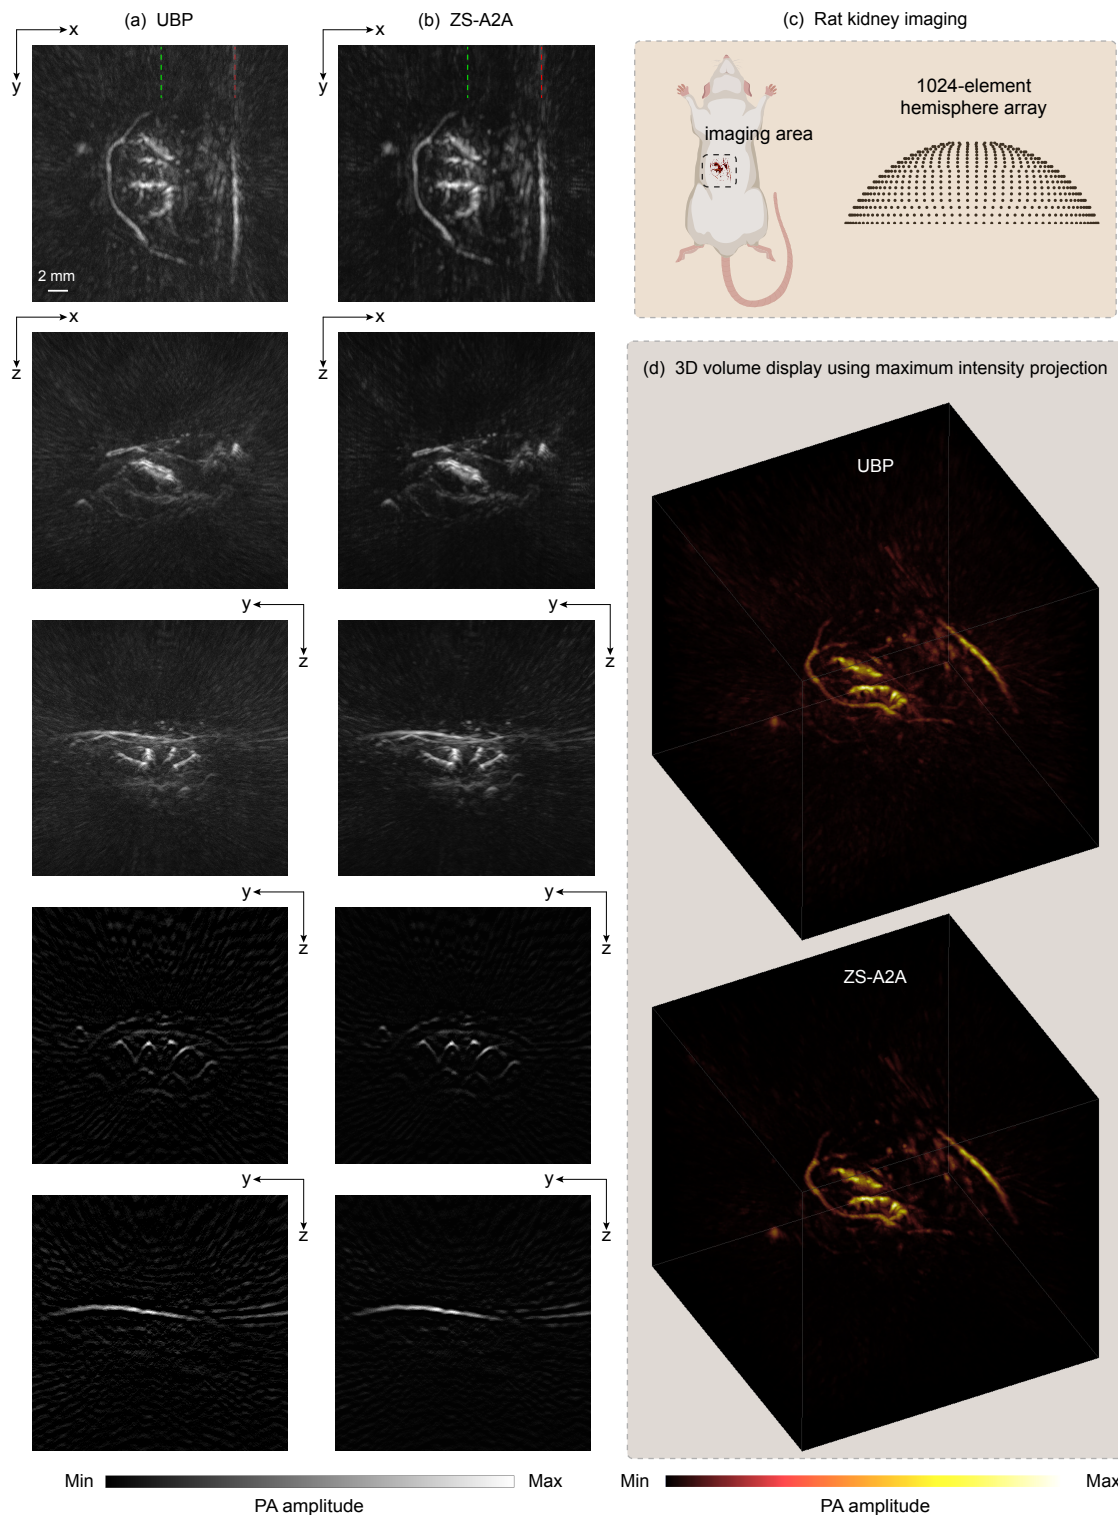 (a) UBP
(b) ZS-A2A
(c) Rat kidney imaging
x
y
x
y
2 mm
imaging area
1024-element
hemisphere array
x
z
x
z
(d) 3D volume display using maximum intensity projection
UBP
y
z
y
z
y
z
y
z
ZS-A2A
y
z
y
z
Min
Max
PA amplitude
Min
Max
PA amplitude